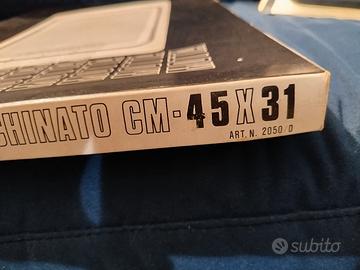 CHINATO CM-45X31
ART. N. 2050/D
subito